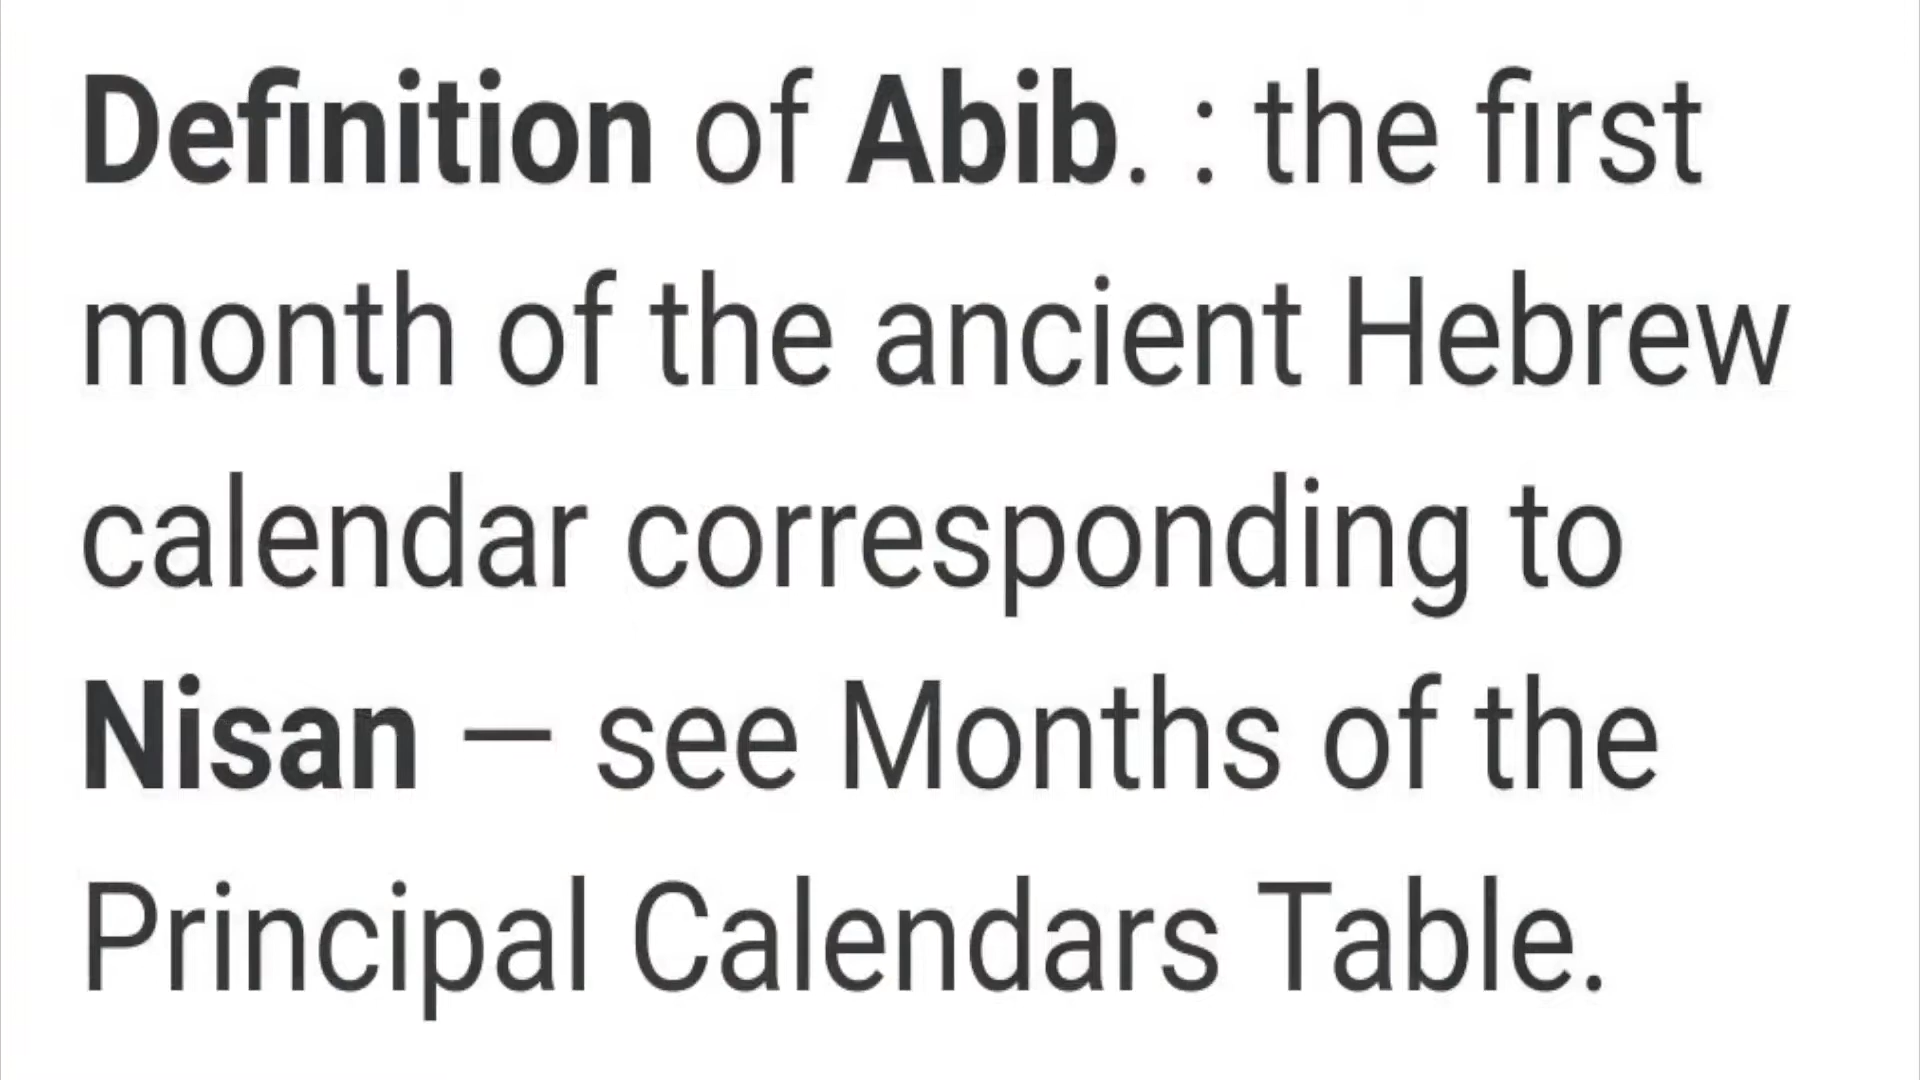 Definition of Abib. : the first
month of the ancient Hebrew
calendar corresponding to
Nisan — see Months of the
Principal Calendars Table.